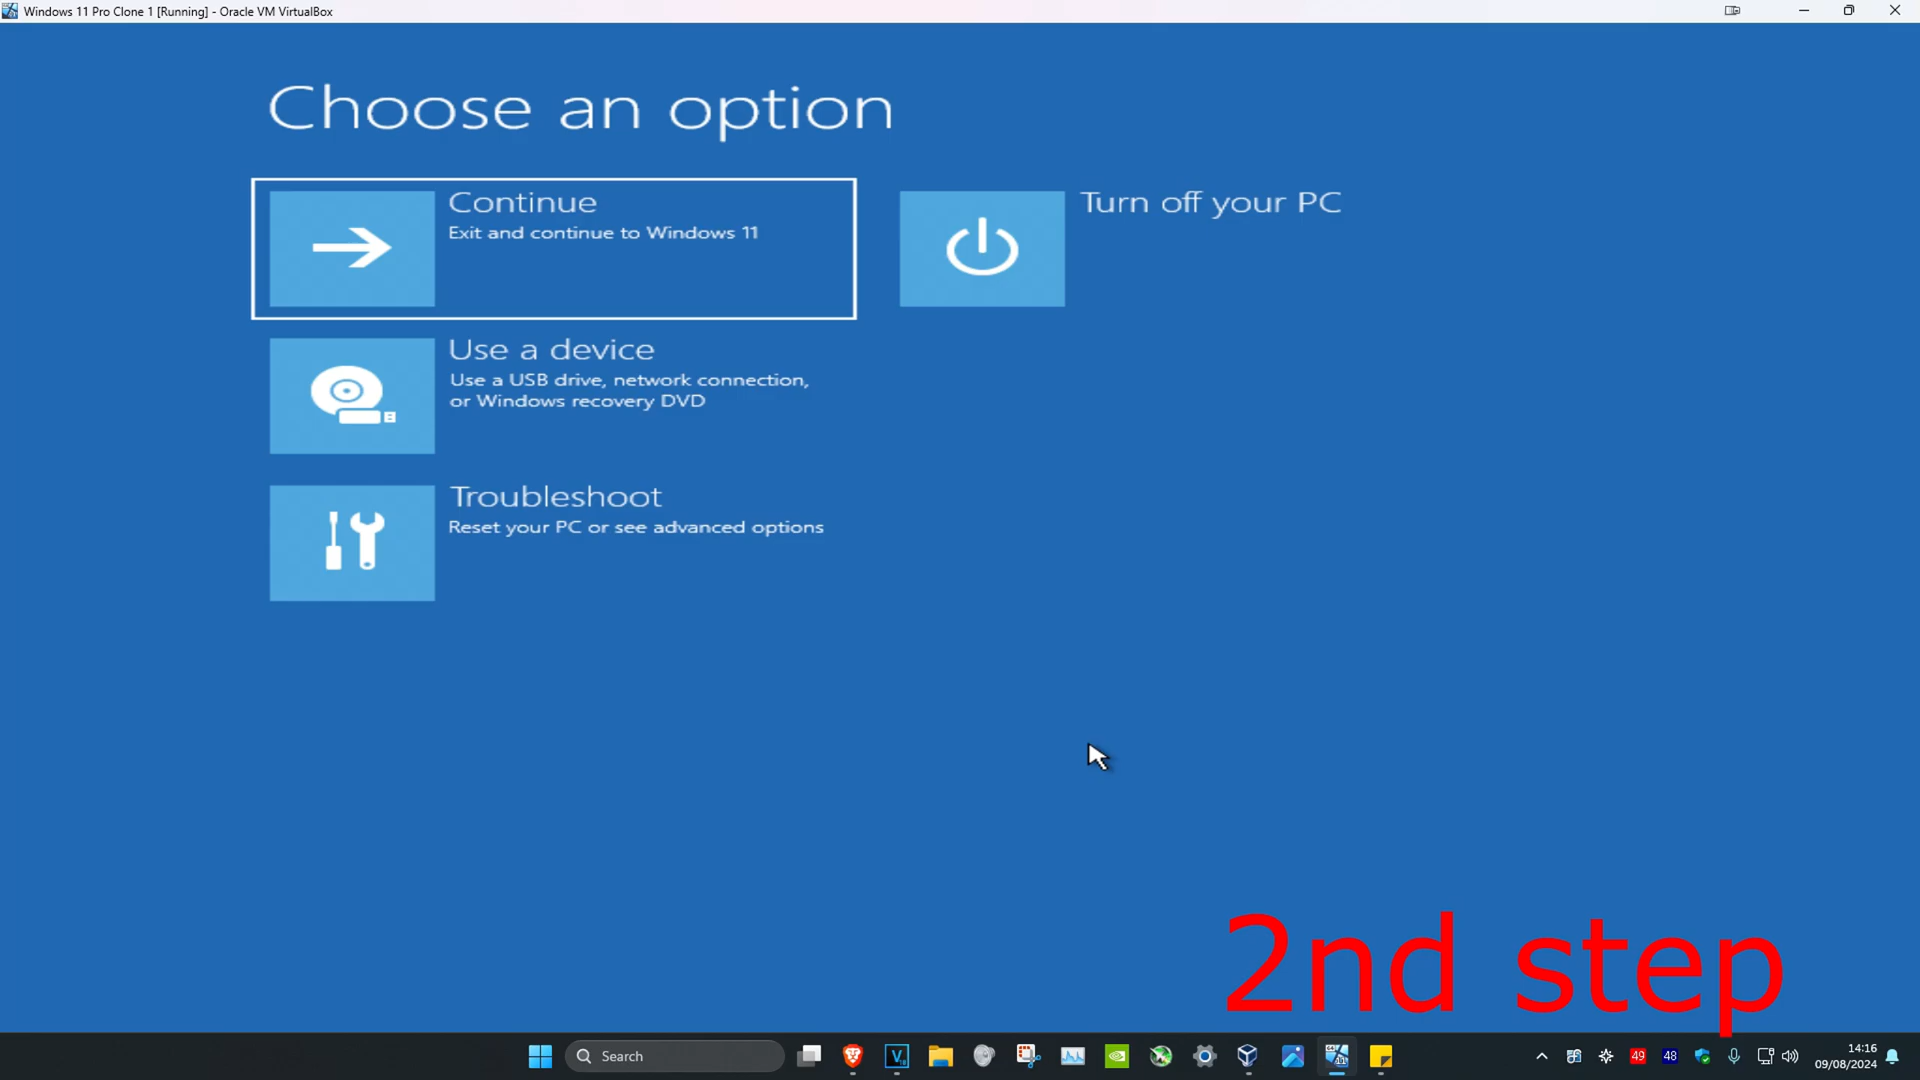 Windows 11 Pro Clone 1 [Running] - Oracle VM VirtualBox
Choose an option
Continue
Exit and continue to Windows 11
Turn off your PC
Use a device
Use a USB drive, network connection,
or Windows recovery DVD
Troubleshoot
Reset your PC or see advanced options
2nd step
Search
49
48
14:16
09/08/2024